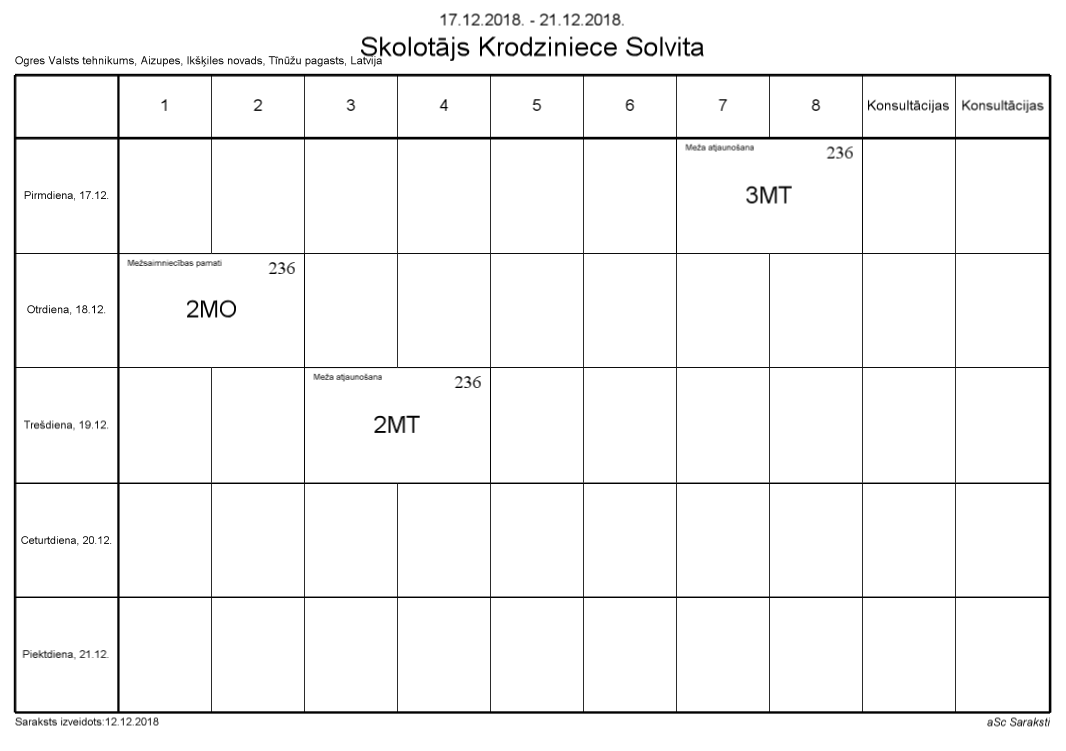 17.12.2018. - 21.12.2018.
Skolotājs Krodziniece Solvita
Ogres Valsts tehnikums, Aizupes, Ikšķiles novads, Tīnūžu pagasts, Latvija
1 2 3 4 5 6 7 8 Konsultācijas Konsultācijas
Meža atjaunošana 236
Pirmdiena, 17.12. 3MT
Mežsaimniecības pamati 236
Otrdiena, 18.12. 2MO
Meža atjaunošana 236
Trešdiena, 19.12. 2MT
Ceturtdiena, 20.12.
Piektdiena, 21.12.
Saraksts izveidots:12.12.2018 aSc Saraksti